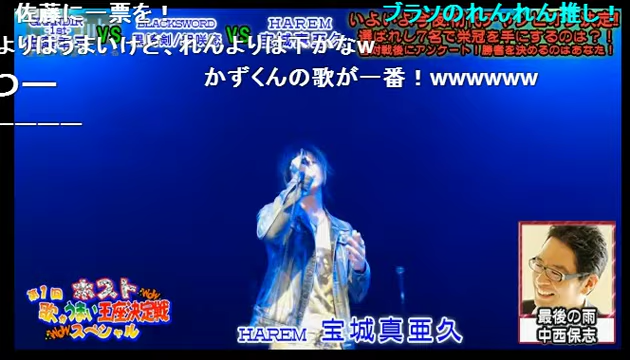 佐藤に一票を！
ブラソのれんれん推し！
VS BLACKSWORD VS HAREM
選ばれし7名で栄冠を手にするのは？！
対戦後にアンケート!!勝者を決めるのはあなた！
よりはうまいけど、れんよりは下かなw
かずくんの歌が一番！wwwwww
つー
ーーーー
第1回
ホスト
歌うまい王座決定戦
スペシャル
HAREM 宝城真亜久
最後の雨
中西保志